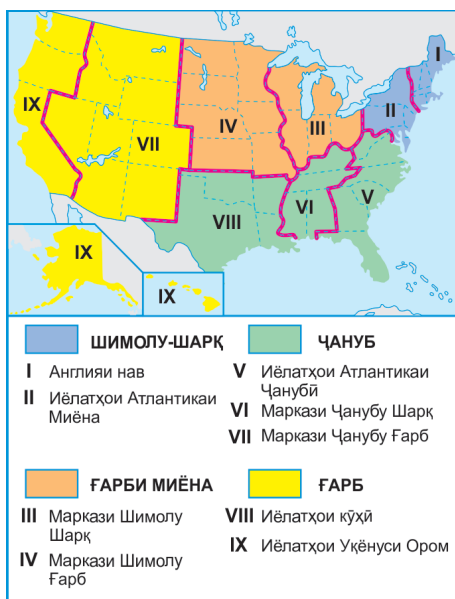 I
IX
II
IV
III
VII
V
VI
VIII
IX
IX
ШИМОЛУ-ШАРҚ
I Англияи нав
II Иёлатҳои Атлантикаи
Миёна
ҶАНУБ
V Иёлатҳои Атлантикаи
Ҷанубӣ
VI Маркази Ҷанубу Шарқ
VII Маркази Ҷанубу Ғарб
ҒАРБИ МИЁНА
III Маркази Шимолу
Шарқ
IV Маркази Шимолу
Ғарб
ҒАРБ
VIII Иёлатҳои кӯҳӣ
IX Иёлатҳои Уқёнуси Ором